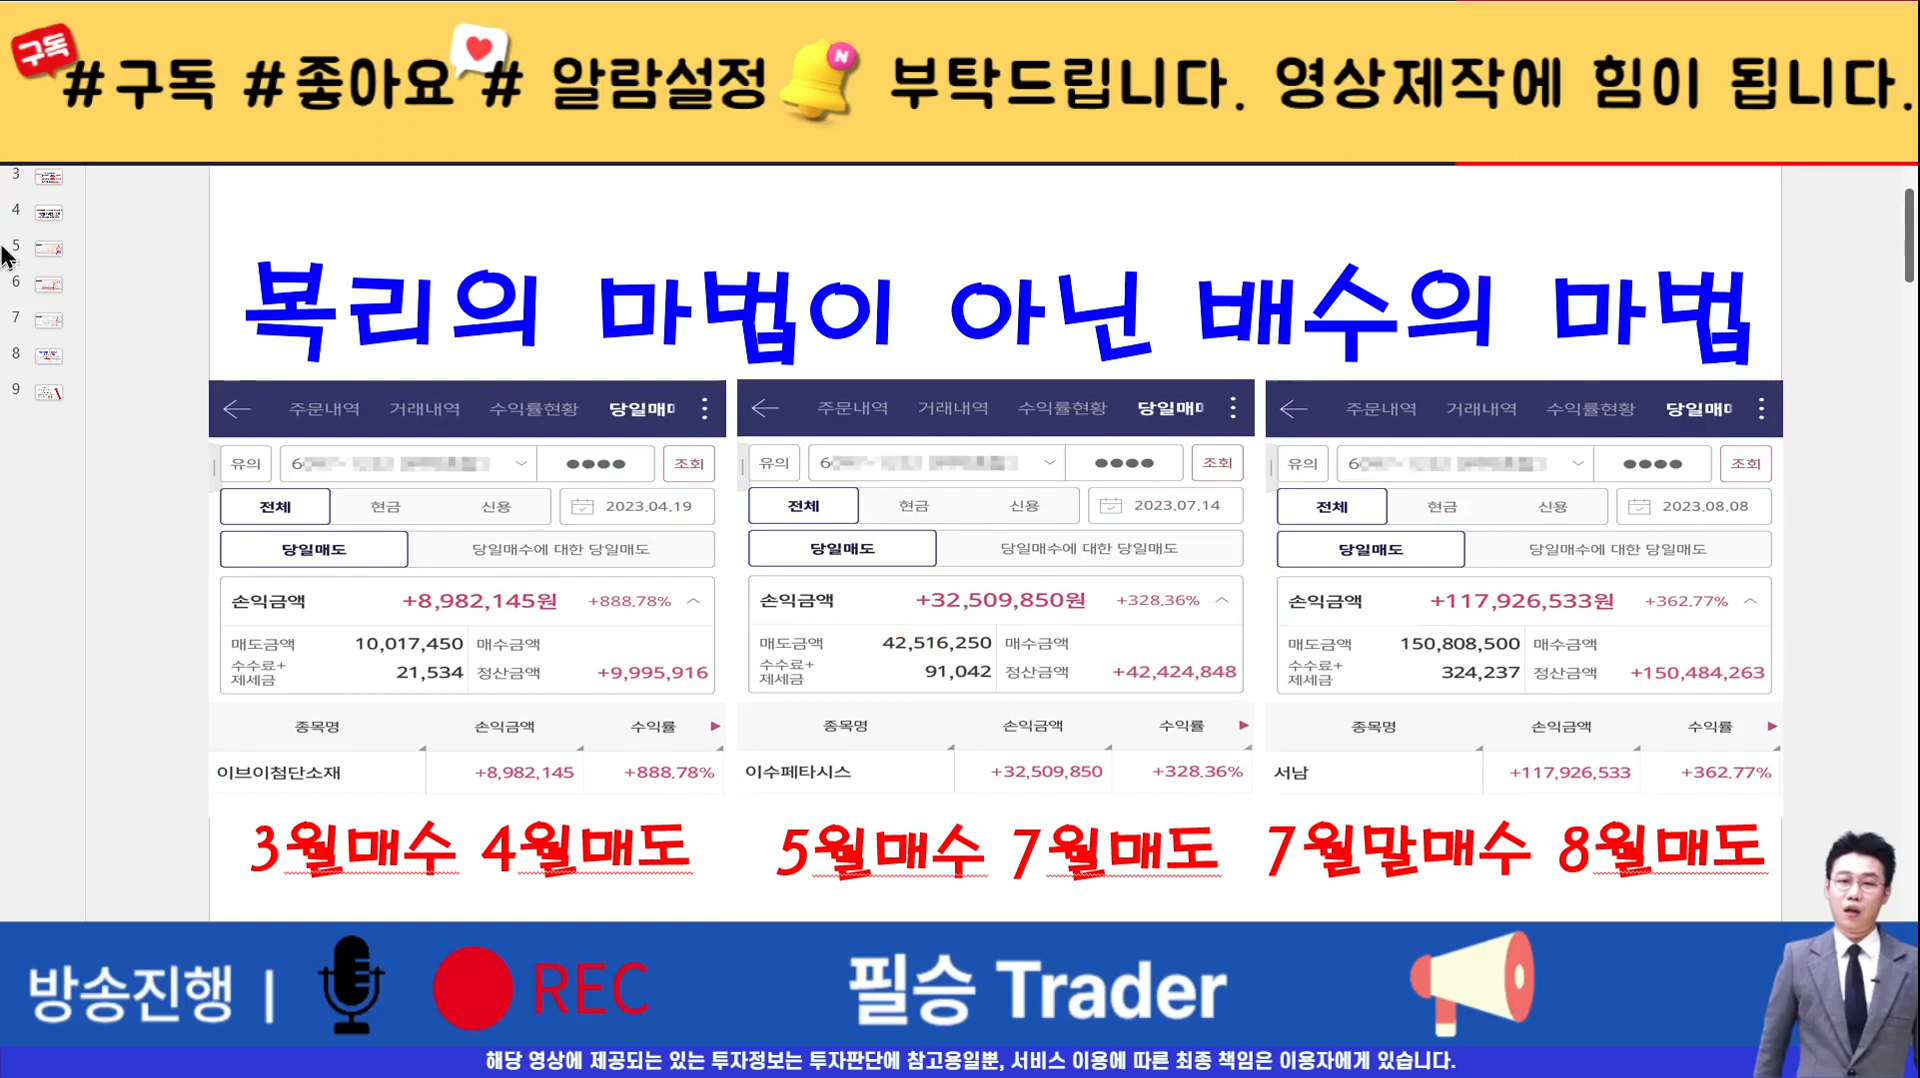 구독
#구독 #좋아요 # 알람설정 N 부탁드립니다. 영상제작에 힘이 됩니다.
3
4
5
6
7
8
9
복리의 마법이 아닌 배수의 마법
주문내역 거래내역 수익률현황 당일매
유의 6 ●●●● 조회
전체 현금 신용 2023.04.19
당일매도 당일매수에 대한 당일매도
손익금액 +8,982,145원 +888.78%
매도금액 10,017,450 매수금액
수수료+
제세금 21,534 정산금액 +9,995,916
종목명 손익금액 수익률
이브이첨단소재 +8,982,145 +888.78%
3월매수 4월매도
주문내역 거래내역 수익률현황 당일매
유의 6 ●●●● 조회
전체 현금 신용 2023.07.14
당일매도 당일매수에 대한 당일매도
손익금액 +32,509,850원 +328.36%
매도금액 42,516,250 매수금액
수수료+
제세금 91,042 정산금액 +42,424,848
종목명 손익금액 수익률
이수페타시스 +32,509,850 +328.36%
5월매수 7월매도
주문내역 거래내역 수익률현황 당일매
유의 6 ●●●● 조회
전체 현금 신용 2023.08.08
당일매도 당일매수에 대한 당일매도
손익금액 +117,926,533원 +362.77%
매도금액 150,808,500 매수금액
수수료+
제세금 324,237 정산금액 +150,484,263
종목명 손익금액 수익률
서남 +117,926,533 +362.77%
7월말매수 8월매도
방송진행 | REC 필승 Trader
해당 영상에 제공되는 있는 투자정보는 투자판단에 참고용일뿐, 서비스 이용에 따른 최종 책임은 이용자에게 있습니다.